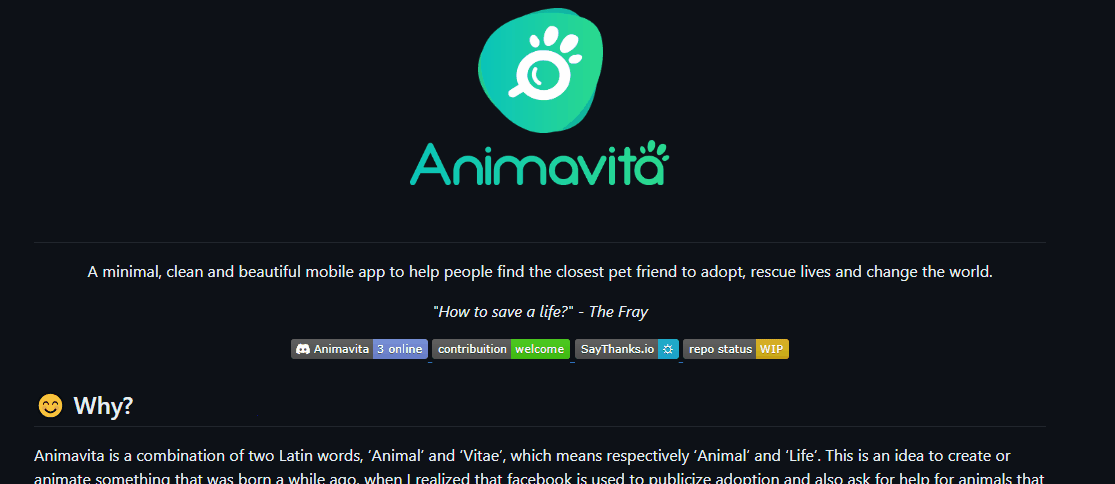 Animavita
A minimal, clean and beautiful mobile app to help people find the closest pet friend to adopt, rescue lives and change the world.
"How to save a life?" - The Fray
Animavita 3 online contribuition welcome SayThanks.io repo status WIP
😊 Why?
Animavita is a combination of two Latin words, ‘Animal’ and ‘Vitae’, which means respectively ‘Animal’ and ‘Life’. This is an idea to create or
animate something that was born a while ago, when I realized that facebook is used to publicize adoption and also ask for help for animals that